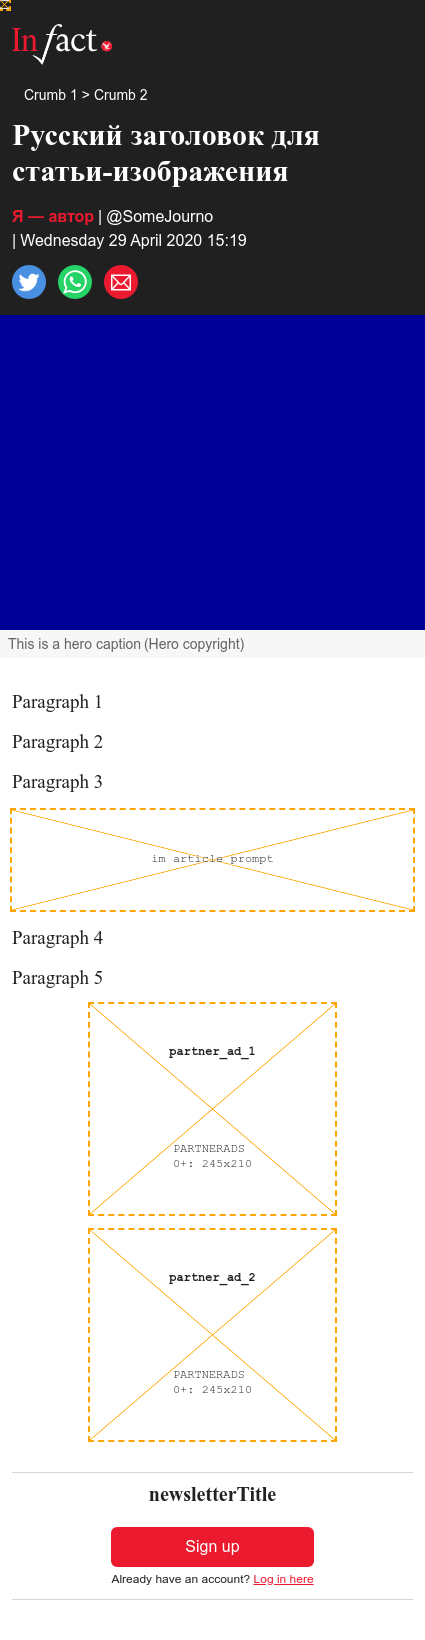 In fact
Crumb 1 > Crumb 2
Русский заголовок для
статьи-изображения
Я — автор | @SomeJourno
| Wednesday 29 April 2020 15:19
This is a hero caption (Hero copyright)
Paragraph 1
Paragraph 2
Paragraph 3
im article prompt
Paragraph 4
Paragraph 5
partner_ad_1
PARTNERADS
0+: 245x210
partner_ad_2
PARTNERADS
0+: 245x210
newsletterTitle
Sign up
Already have an account? Log in here